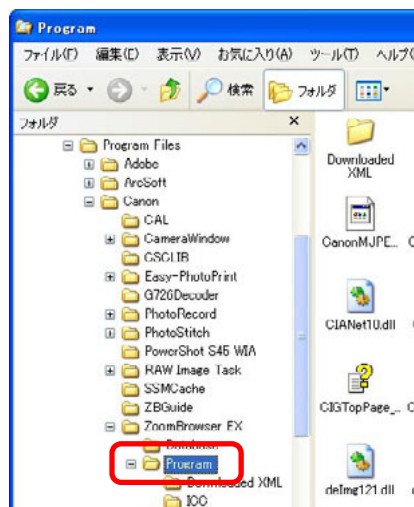 Program
ファイル(F) 編集(E) 表示(V) お気に入り(A) ツール(T) ヘルプ(
戻る 検索 フォルダ
フォルダ
Program Files
Adobe
ArcSoft
Canon
CAL
CameraWindow
CSCLIB
Easy-PhotoPrint
G726Decoder
PhotoRecord
PhotoStitch
PowerShot S45 WIA
RAW Image Task
SSMCache
ZBGuide
ZoomBrowser EX
Database
Program
Downloaded XML
ICC
Downloaded
XML
CanonMJPE...
CIANet10.dll
CIGTopPage_...
deImg121.dll